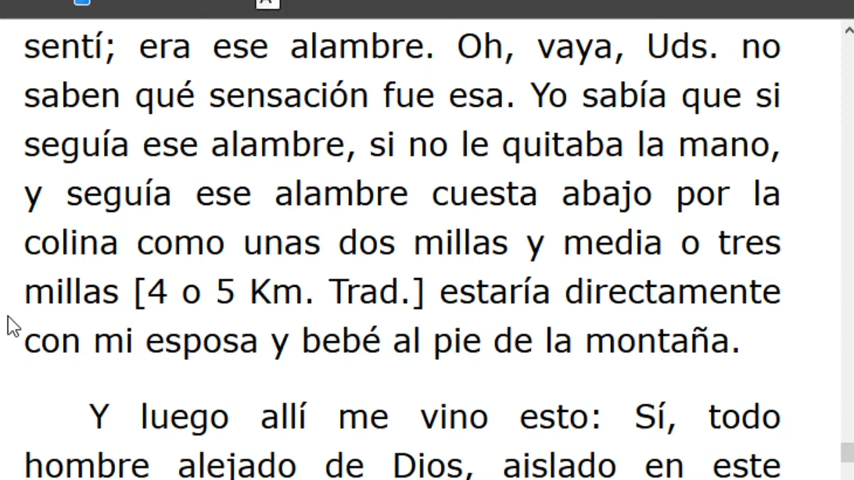 sentí; era ese alambre. Oh, vaya, Uds. no
saben qué sensación fue esa. Yo sabía que si
seguía ese alambre, si no le quitaba la mano,
y seguía ese alambre cuesta abajo por la
colina como unas dos millas y media o tres
millas [4 o 5 Km. Trad.] estaría directamente
con mi esposa y bebé al pie de la montaña.
Y luego allí me vino esto: Sí, todo
hombre alejado de Dios, aislado en este